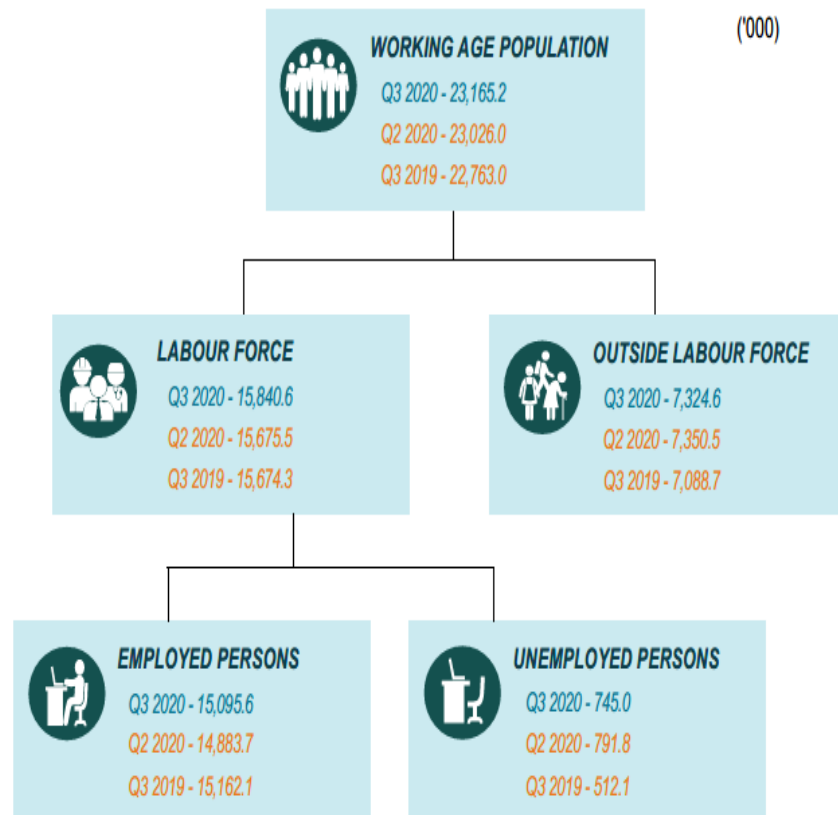 ('000)
WORKING AGE POPULATION
Q3 2020 - 23,165.2
Q2 2020 - 23,026.0
Q3 2019 - 22,763.0
LABOUR FORCE
Q3 2020 - 15,840.6
Q2 2020 - 15,675.5
Q3 2019 - 15,674.3
OUTSIDE LABOUR FORCE
Q3 2020 - 7,324.6
Q2 2020 - 7,350.5
Q3 2019 - 7,088.7
EMPLOYED PERSONS
Q3 2020 - 15,095.6
Q2 2020 - 14,883.7
Q3 2019 - 15,162.1
UNEMPLOYED PERSONS
Q3 2020 - 745.0
Q2 2020 - 791.8
Q3 2019 - 512.1